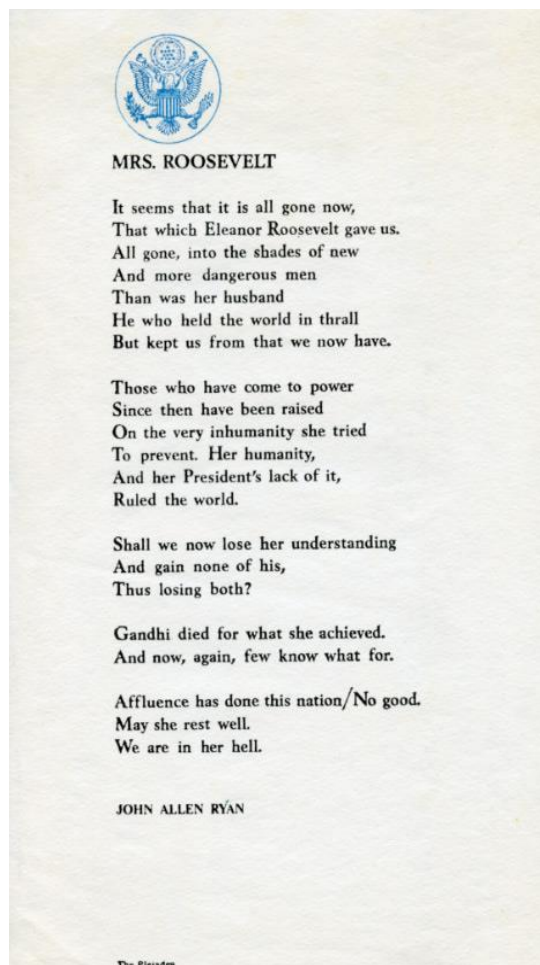 MRS. ROOSEVELT
It seems that it is all gone now,
That which Eleanor Roosevelt gave us.
All gone, into the shades of new
And more dangerous men
Than was her husband
He who held the world in thrall
But kept us from that we now have.
Those who have come to power
Since then have been raised
On the very inhumanity she tried
To prevent. Her humanity,
And her President's lack of it,
Ruled the world.
Shall we now lose her understanding
And gain none of his,
Thus losing both?
Gandhi died for what she achieved.
And now, again, few know what for.
Affluence has done this nation/No good.
May she rest well.
We are in her hell.
JOHN ALLEN RYAN